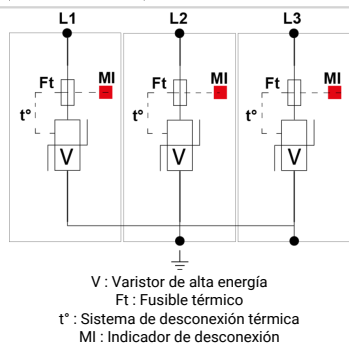 L1 L2 L3
Ft MI Ft MI Ft MI
t° t° t°
V V V
V : Varistor de alta energía
Ft : Fusible térmico
t° : Sistema de desconexión térmica
MI : Indicador de desconexión